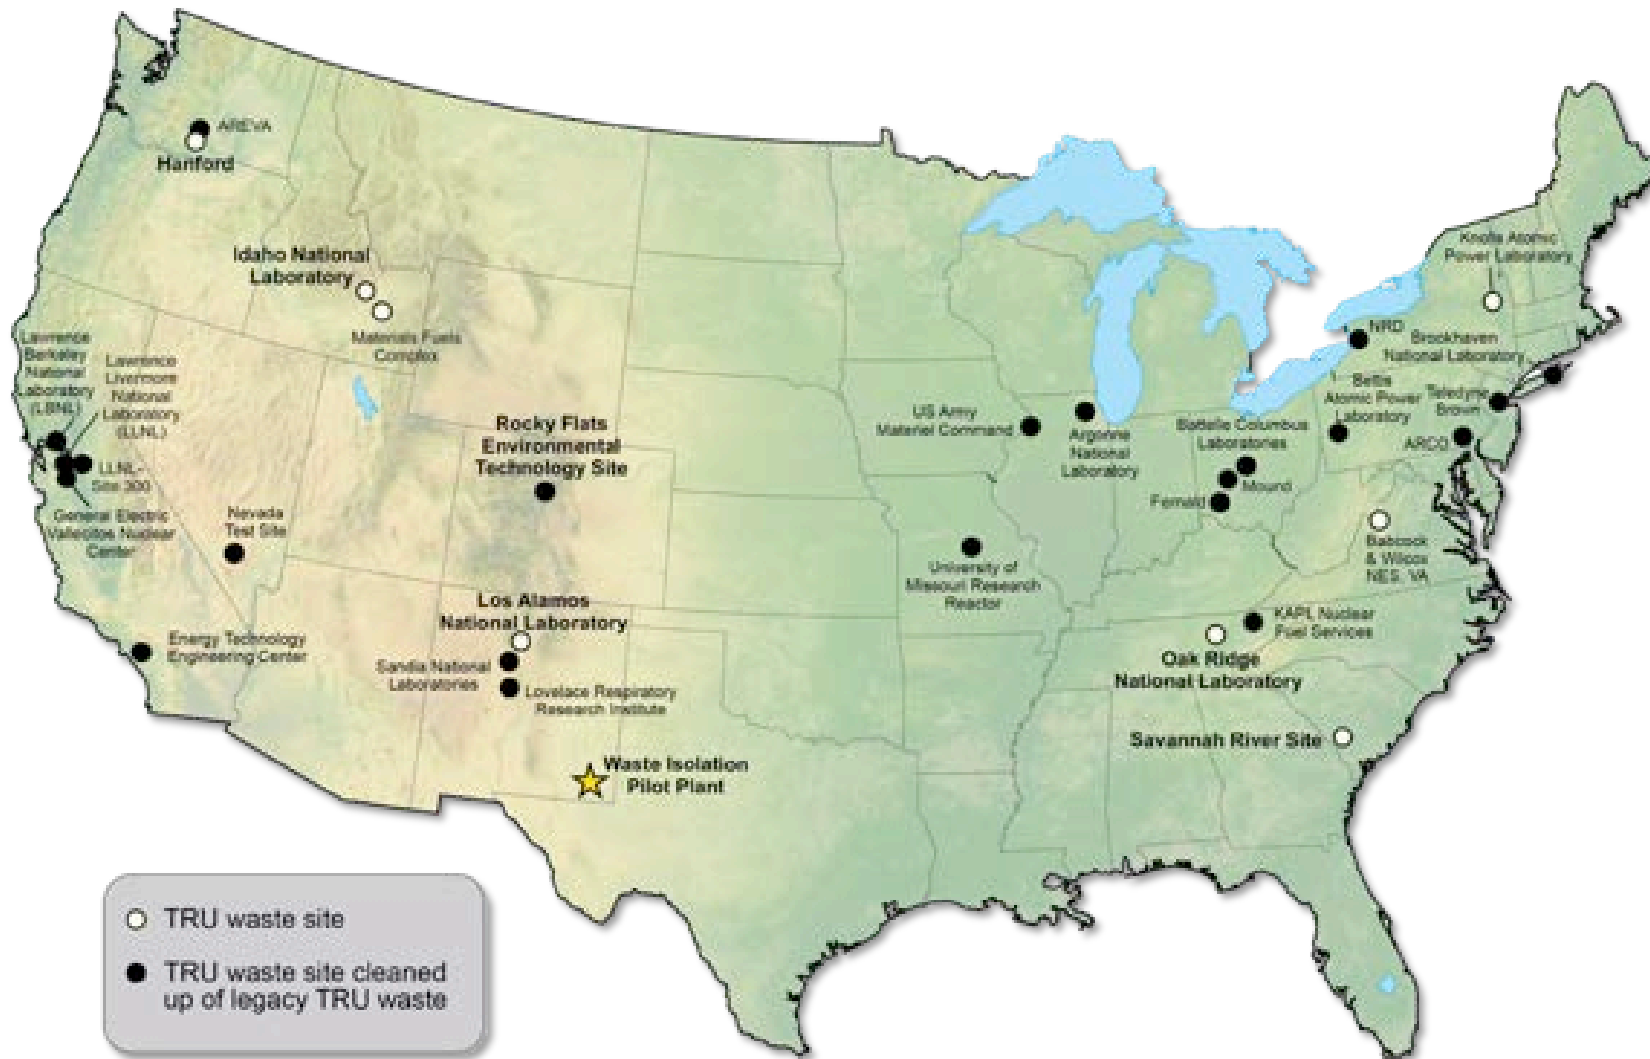 AREVA
Hanford
Idaho National
Laboratory
Materials Fuels
Complex
Lawrence
Berkeley
National
Laboratory
(LBNL)
Lawrence
Livermore
National
Laboratory
(LLNL)
LLNL-
Site 300
General Electric
Vallecitos Nuclear
Center
Nevada
Test Site
Energy Technology
Engineering Center
Rocky Flats
Environmental
Technology Site
Los Alamos
National Laboratory
Sandia National
Laboratories
Lovelace Respiratory
Research Institute
Waste Isolation
Pilot Plant
US Army
Materiel Command
Argonne
National
Laboratory
University of
Missouri Research
Reactor
Battelle Columbus
Laboratories
Mound
Fernald
Knolls Atomic
Power Laboratory
NRD
Brookhaven
National Laboratory
Bettis
Atomic Power
Laboratory
Teledyne
Brown
ARCO
Babcock
& Wilcox
NES, VA
KAPL Nuclear
Fuel Services
Oak Ridge
National Laboratory
Savannah River Site
TRU waste site
TRU waste site cleaned
up of legacy TRU waste